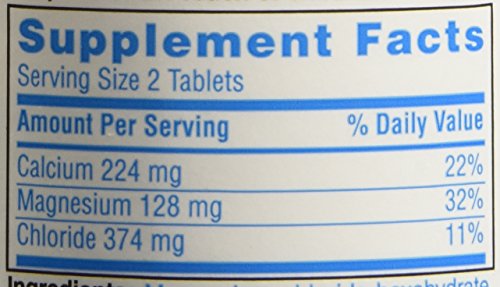 Supplement Facts
Serving Size 2 Tablets
Amount Per Serving % Daily Value
Calcium 224 mg 22%
Magnesium 128 mg 32%
Chloride 374 mg 11%